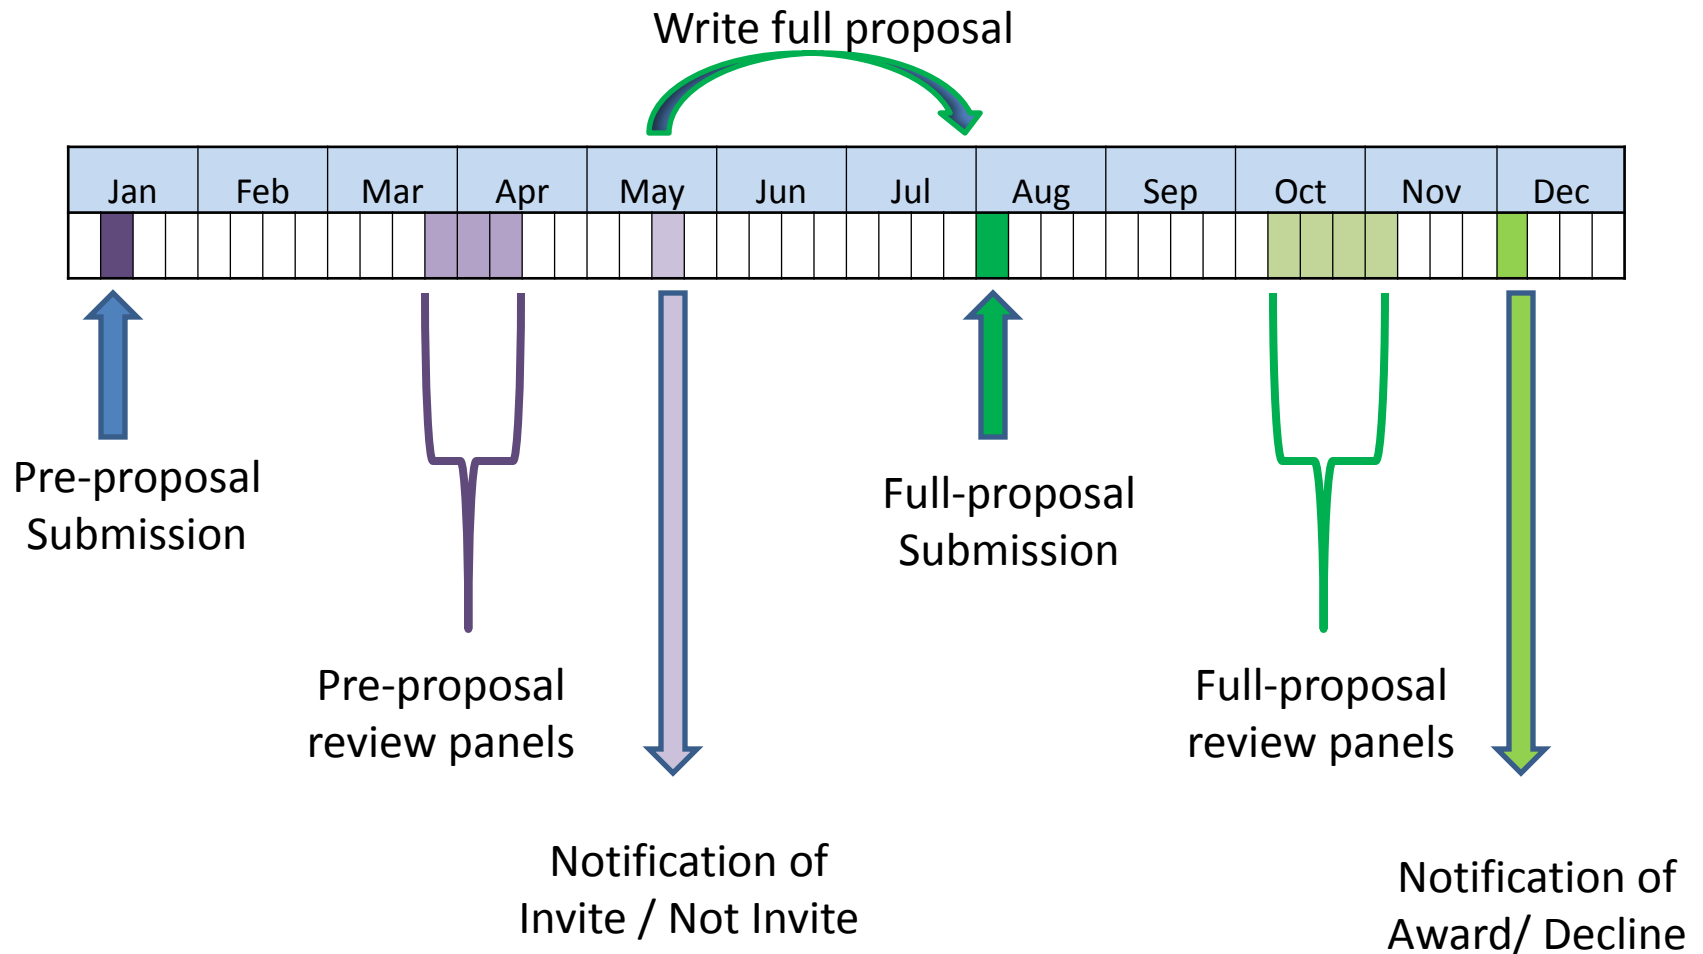 Write full proposal
Jan Feb Mar Apr May Jun Jul Aug Sep Oct Nov Dec
Pre-proposal
Submission
Full-proposal
Submission
Pre-proposal
review panels
Full-proposal
review panels
Notification of
Invite / Not Invite
Notification of
Award/ Decline